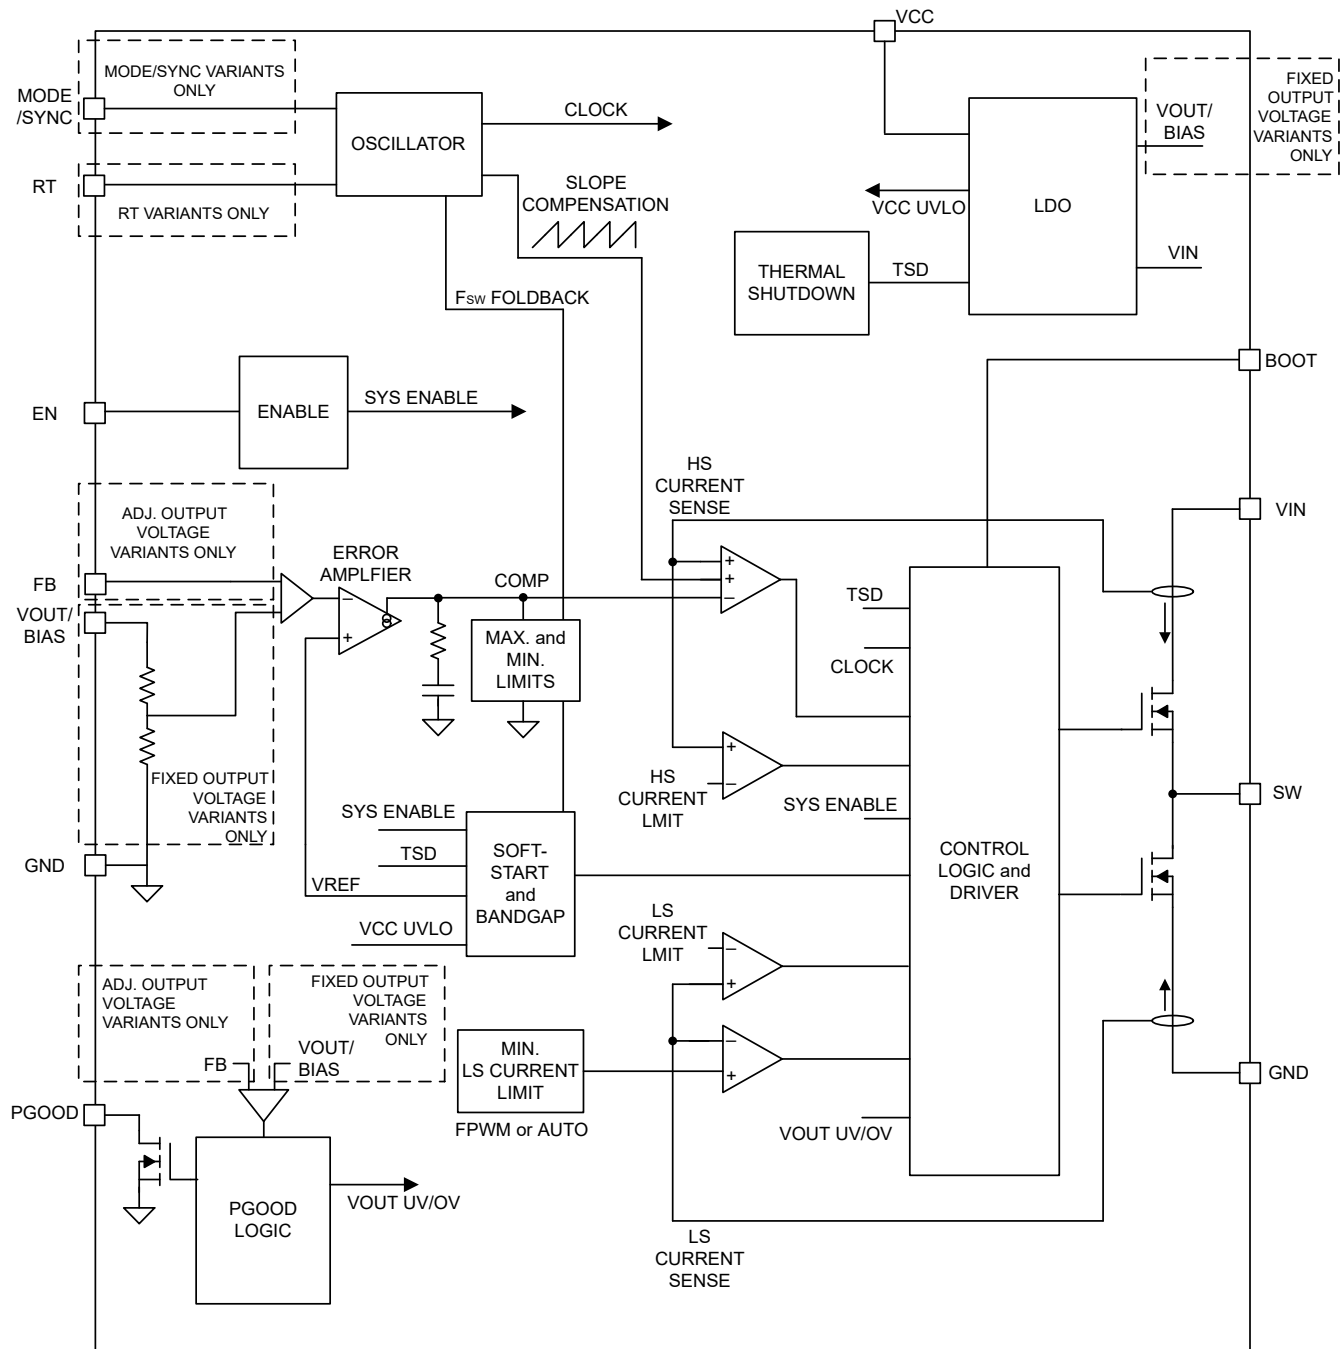 VCC
MODE/SYNC VARIANTS
ONLY
MODE
/SYNC
OSCILLATOR
CLOCK
RT
RT VARIANTS ONLY
SLOPE
COMPENSATION
FSW FOLDBACK
FIXED
OUTPUT
VOLTAGE
VARIANTS
ONLY
VOUT/
BIAS
LDO
VCC UVLO
VIN
THERMAL
SHUTDOWN
TSD
BOOT
EN
ENABLE
SYS ENABLE
HS
CURRENT
SENSE
VIN
ADJ. OUTPUT
VOLTAGE
VARIANTS ONLY
FB
VOUT/
BIAS
ERROR
AMPLFIER
−
+
COMP
MAX. and
MIN.
LIMITS
+
+
−
TSD
CLOCK
FIXED OUTPUT
VOLTAGE
VARIANTS
ONLY
+
−
HS
CURRENT
LMIT
SYS ENABLE
SW
GND
SYS ENABLE
TSD
VREF
VCC UVLO
SOFT-
START
and
BANDGAP
CONTROL
LOGIC and
DRIVER
LS
CURRENT
LMIT
−
+
ADJ. OUTPUT
VOLTAGE
VARIANTS ONLY
FIXED OUTPUT
VOLTAGE
VARIANTS
ONLY
FB
VOUT/
BIAS
MIN.
LS CURRENT
LIMIT
FPWM or AUTO
−
+
GND
PGOOD
VOUT UV/OV
PGOOD
LOGIC
VOUT UV/OV
LS
CURRENT
SENSE